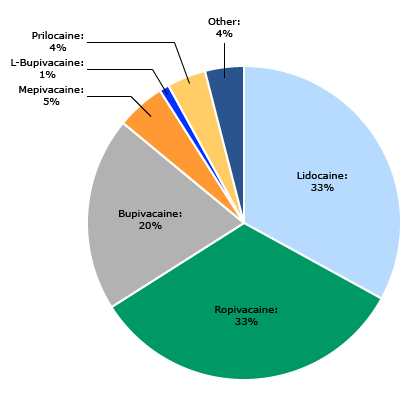 Other:
4%
Prilocaine:
4%
L-Bupivacaine:
1%
Mepivacaine:
5%
Lidocaine:
33%
Bupivacaine:
20%
Ropivacaine:
33%